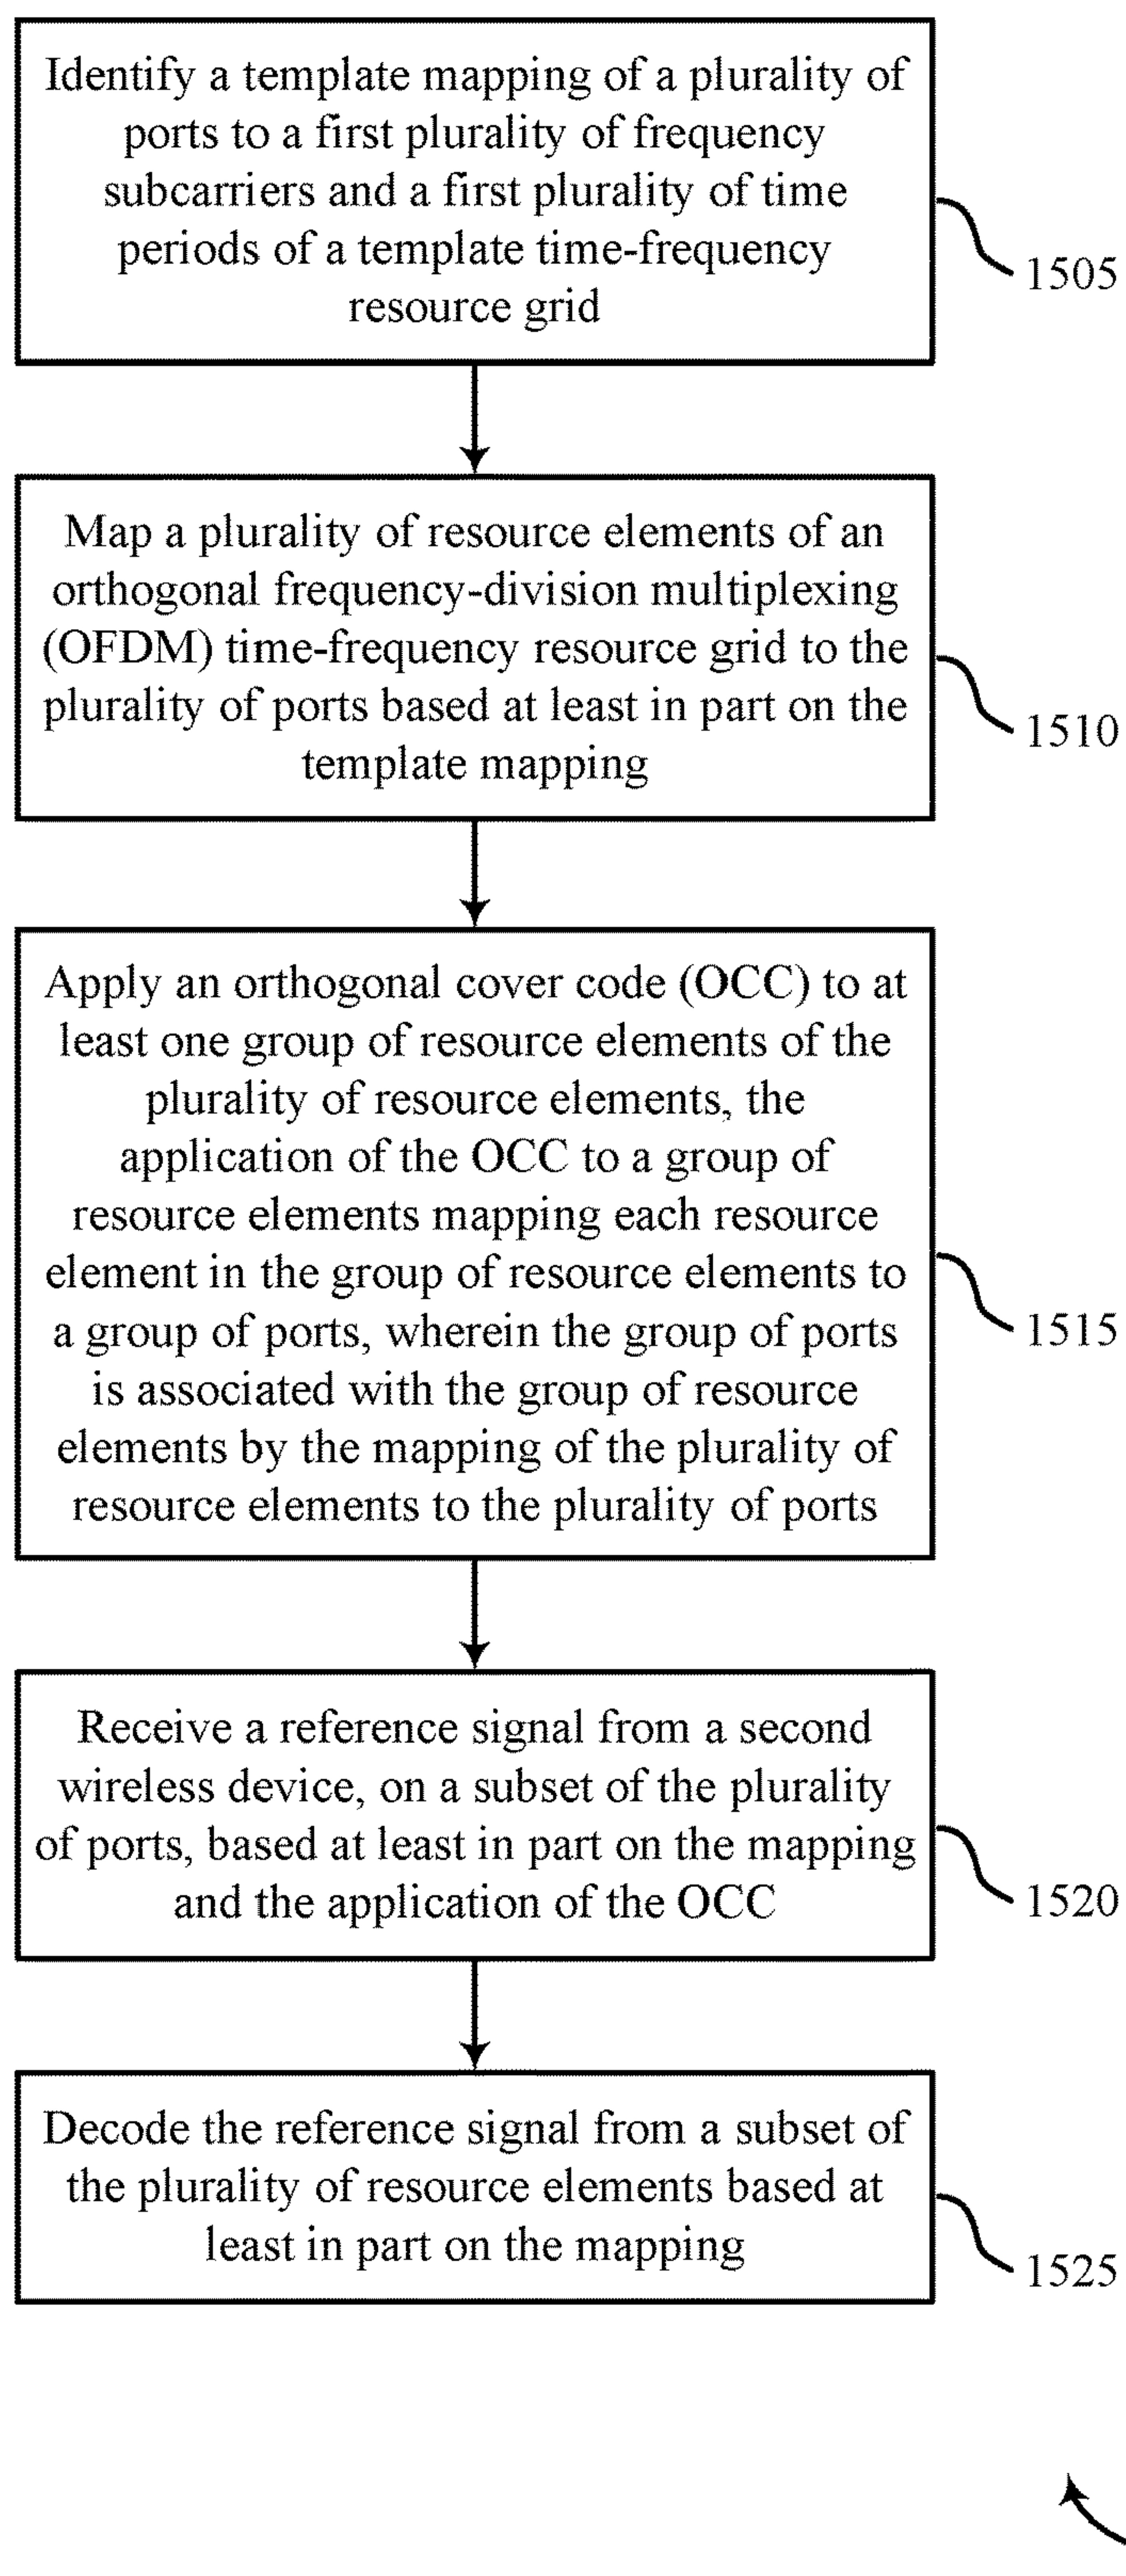 Identify a template mapping of a plurality of
ports to a first plurality of frequency
subcarriers and a first plurality of time
periods of a template time-frequency
resource grid
1505
Map a plurality of resource elements of an
orthogonal frequency-division multiplexing
(OFDM) time-frequency resource grid to the
plurality of ports based at least in part on the
template mapping
1510
Apply an orthogonal cover code (OCC) to at
least one group of resource elements of the
plurality of resource elements, the
application of the OCC to a group of
resource elements mapping each resource
element in the group of resource elements to
a group of ports, wherein the group of ports
is associated with the group of resource
elements by the mapping of the plurality of
resource elements to the plurality of ports
1515
Receive a reference signal from a second
wireless device, on a subset of the plurality
of ports, based at least in part on the mapping
and the application of the OCC
1520
Decode the reference signal from a subset of
the plurality of resource elements based at
least in part on the mapping
1525